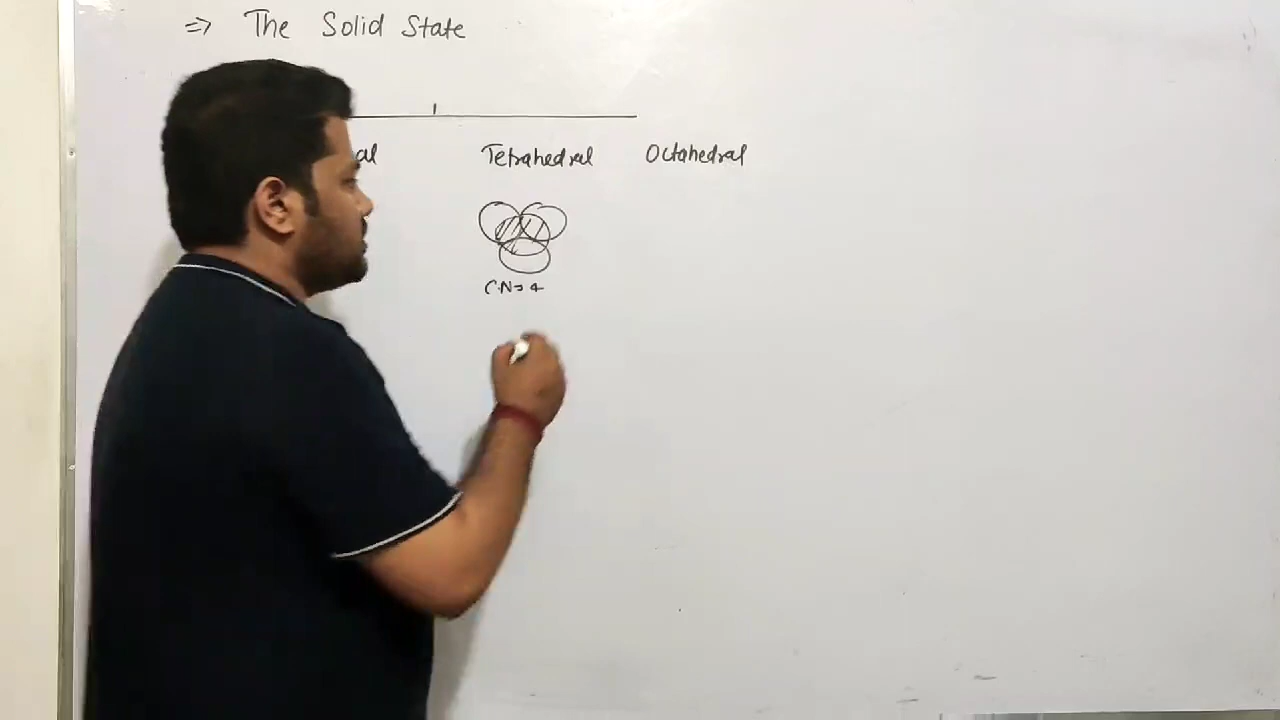 ⇒ The Solid State
al Tetrahedral Octahedral
C.N⇒ 4